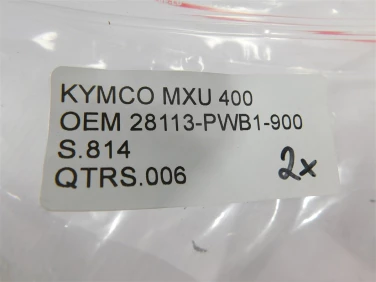 KYMCO MXU 400
OEM 28113-PWB1-900
S.814
QTRS.006 2x